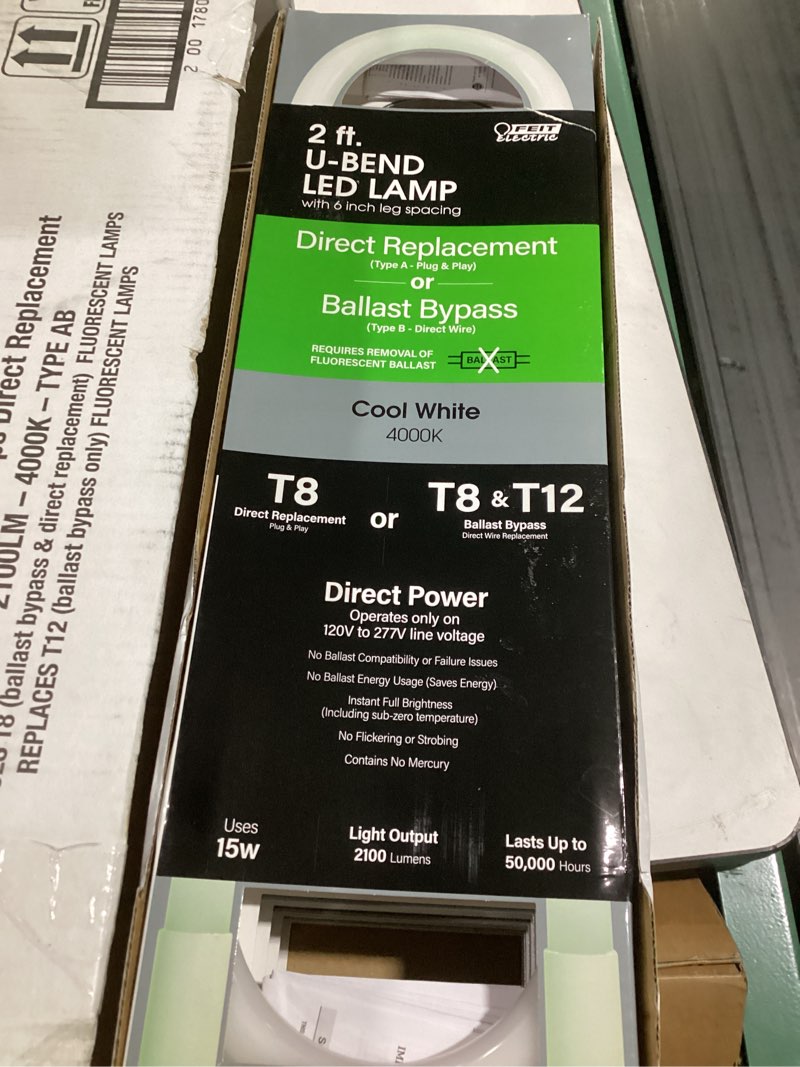 2 00 1780
Direct Replacement
2100LM – 4000K – TYPE AB
T8 (ballast bypass & direct replacement) FLUORESCENT LAMPS
REPLACES T12 (ballast bypass only) FLUORESCENT LAMPS
FEIT
electric
2 ft.
U-BEND
LED LAMP
with 6 inch leg spacing
Direct Replacement
(Type A - Plug & Play)
or
Ballast Bypass
(Type B - Direct Wire)
REQUIRES REMOVAL OF
FLUORESCENT BALLAST
BALLAST
Cool White
4000K
T8
Direct Replacement
Plug & Play
or
T8 & T12
Ballast Bypass
Direct Wire Replacement
Direct Power
Operates only on
120V to 277V line voltage
No Ballast Compatibility or Failure Issues
No Ballast Energy Usage (Saves Energy)
Instant Full Brightness
(Including sub-zero temperature)
No Flickering or Strobing
Contains No Mercury
Uses
15w
Light Output
2100 Lumens
Lasts Up to
50,000 Hours